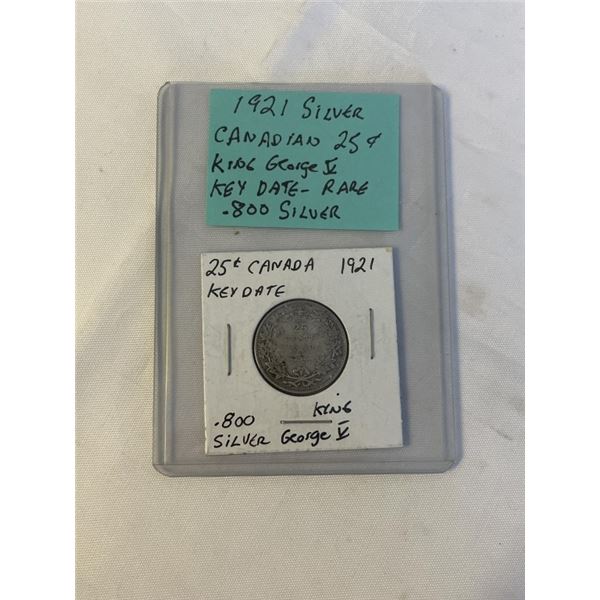 1921 SILVER
CANADIAN 25¢
KING George V
KEY DATE - RARE
.800 SILVER
25¢ CANADA 1921
KEY DATE
25
.800 KING
SILVER George V